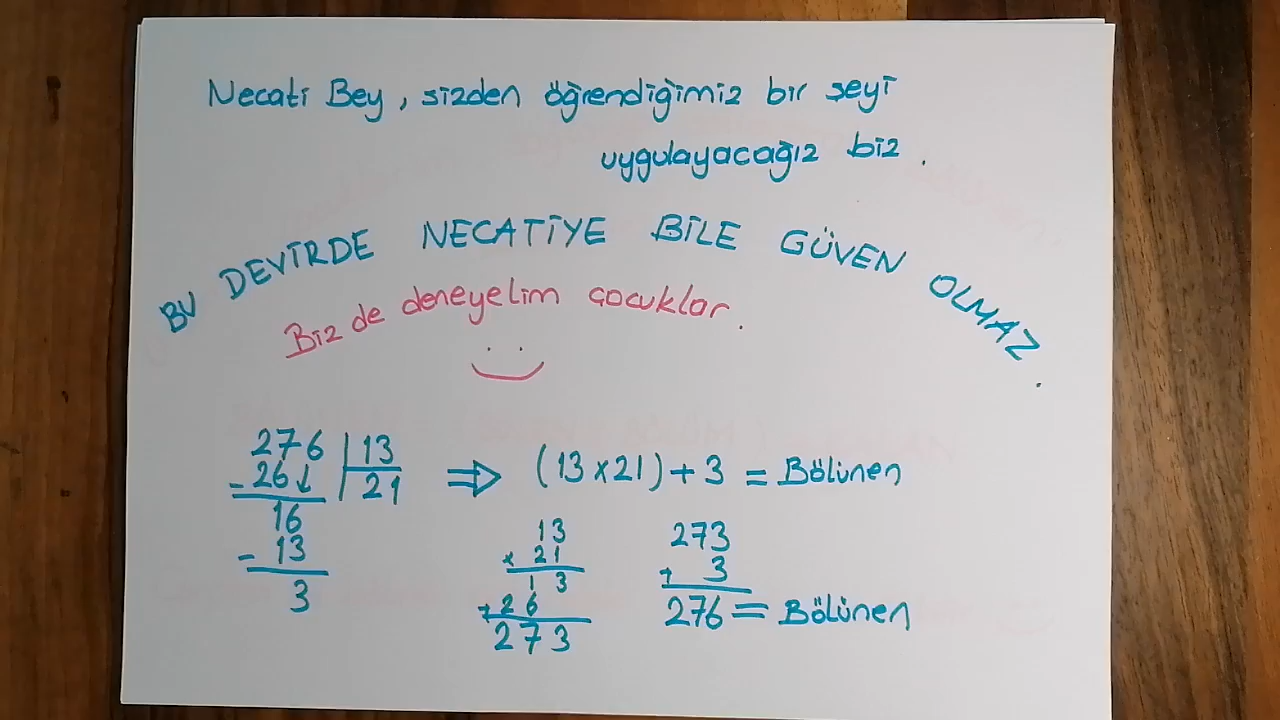 Necati Bey, sizden öğrendiğimiz bir şeyi
uygulayacağız biz.
BU DEVİRDE NECATİYE BİLE GÜVEN OLMAZ.
Biz de deneyelim çocuklar.
276 | 13
- 26↓ | 21
16
- 13
3
⇒ (13 x 21) + 3 = Bölünen
13
x 21
13
+ 26
273
273
+ 3
276 = Bölünen